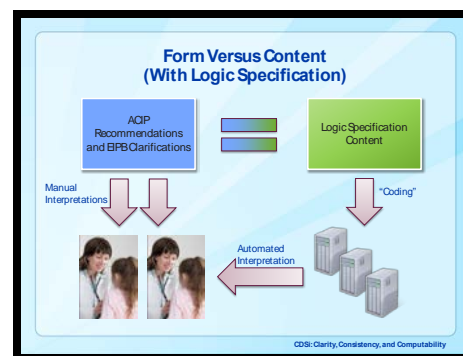 Form Versus Content
(With Logic Specification)
ACIP
Recommendations
and EIPB Clarifications
Logic Specification
Content
Manual
Interpretations
"Coding"
Automated
Interpretation
CDSi: Clarity, Consistency, and Computability